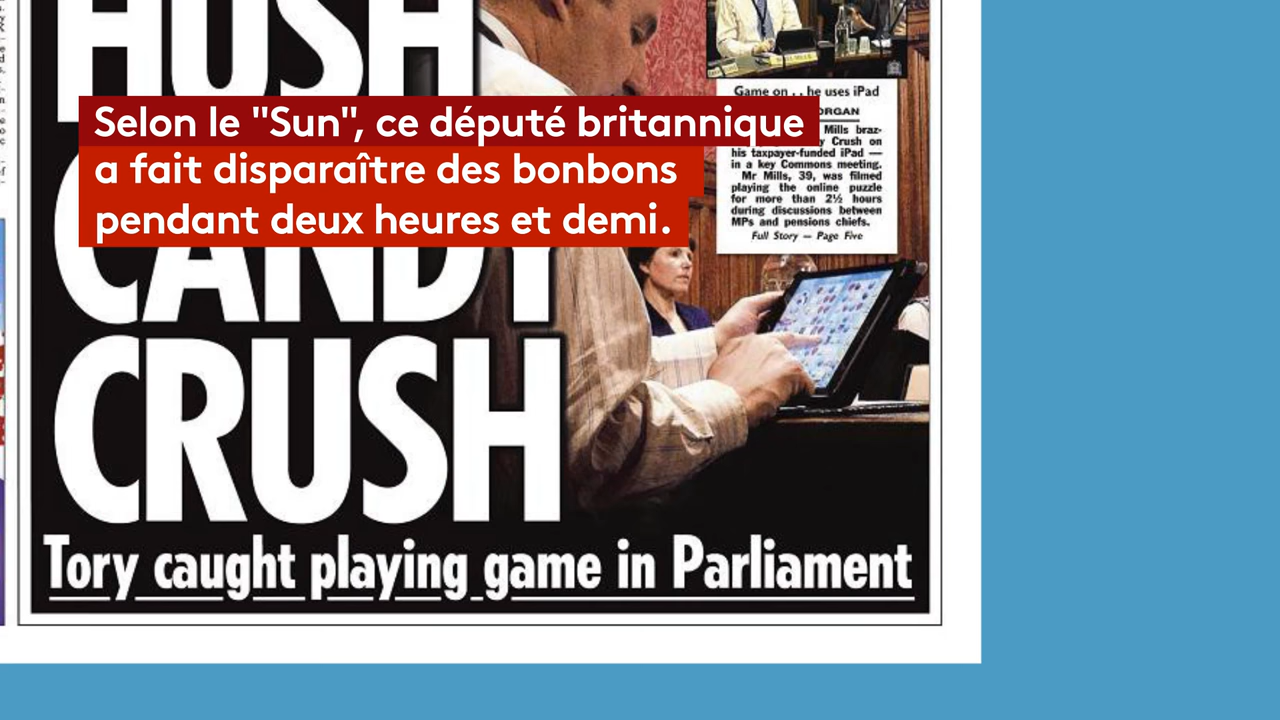 HUSH
Selon le "Sun", ce député britannique
a fait disparaître des bonbons
pendant deux heures et demi.
CANDY
CRUSH
Tory caught playing game in Parliament
Game on . . he uses iPad
ORGAN
Mills braz-
y Crush on
his taxpayer-funded iPad —
in a key Commons meeting.
Mr Mills, 39, was filmed
playing the online puzzle
for more than 2½ hours
during discussions between
MPs and pensions chiefs.
Full Story — Page Five